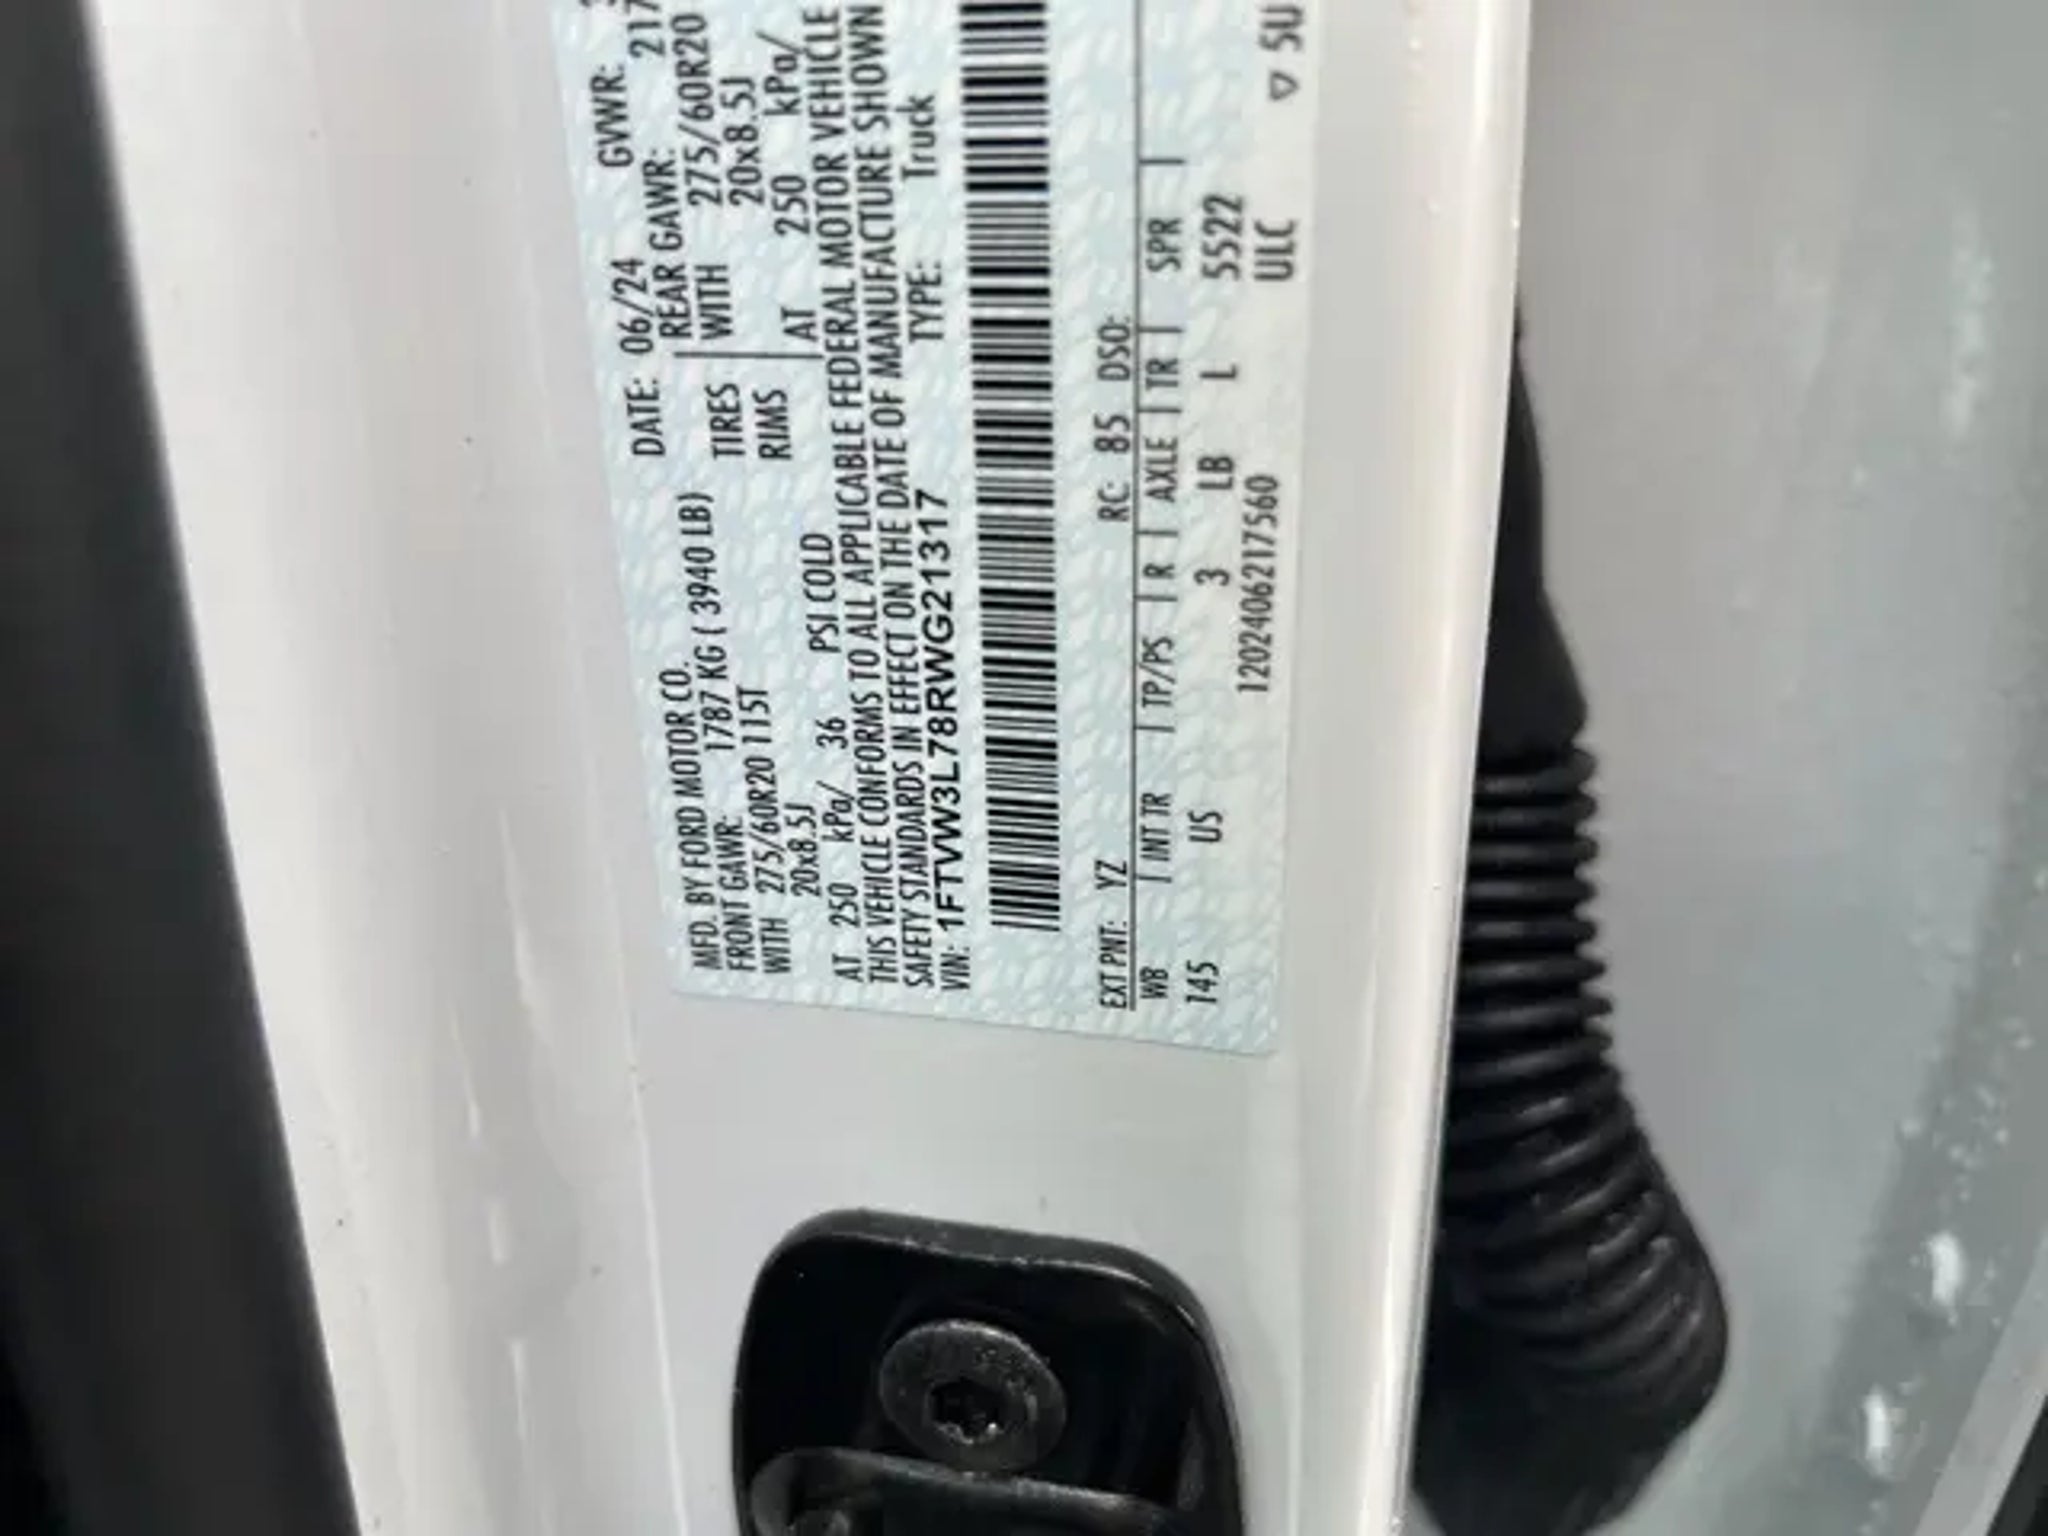 MFD. BY FORD MOTOR CO.
DATE: 06/24 GVWR:
FRONT GAWR: 1787 KG ( 3940 LB) REAR GAWR: 217
WITH 275/60R20 115T TIRES WITH 275/60R20
20x8.5J RIMS 20x8.5J
AT 250 kPa/ 36 PSI COLD AT 250 kPa/
THIS VEHICLE CONFORMS TO ALL APPLICABLE FEDERAL MOTOR VEHICLE
SAFETY STANDARDS IN EFFECT ON THE DATE OF MANUFACTURE SHOWN
VIN: 1FTVW3L78RWG21317 TYPE: Truck
EXT PNT: YZ RC: 85 DSO:
WB | INT TR | TP/PS | R | AXLE | TR | SPR |
145 US 3 LB L 5522
120240621756​0 ULC ▽ 5U